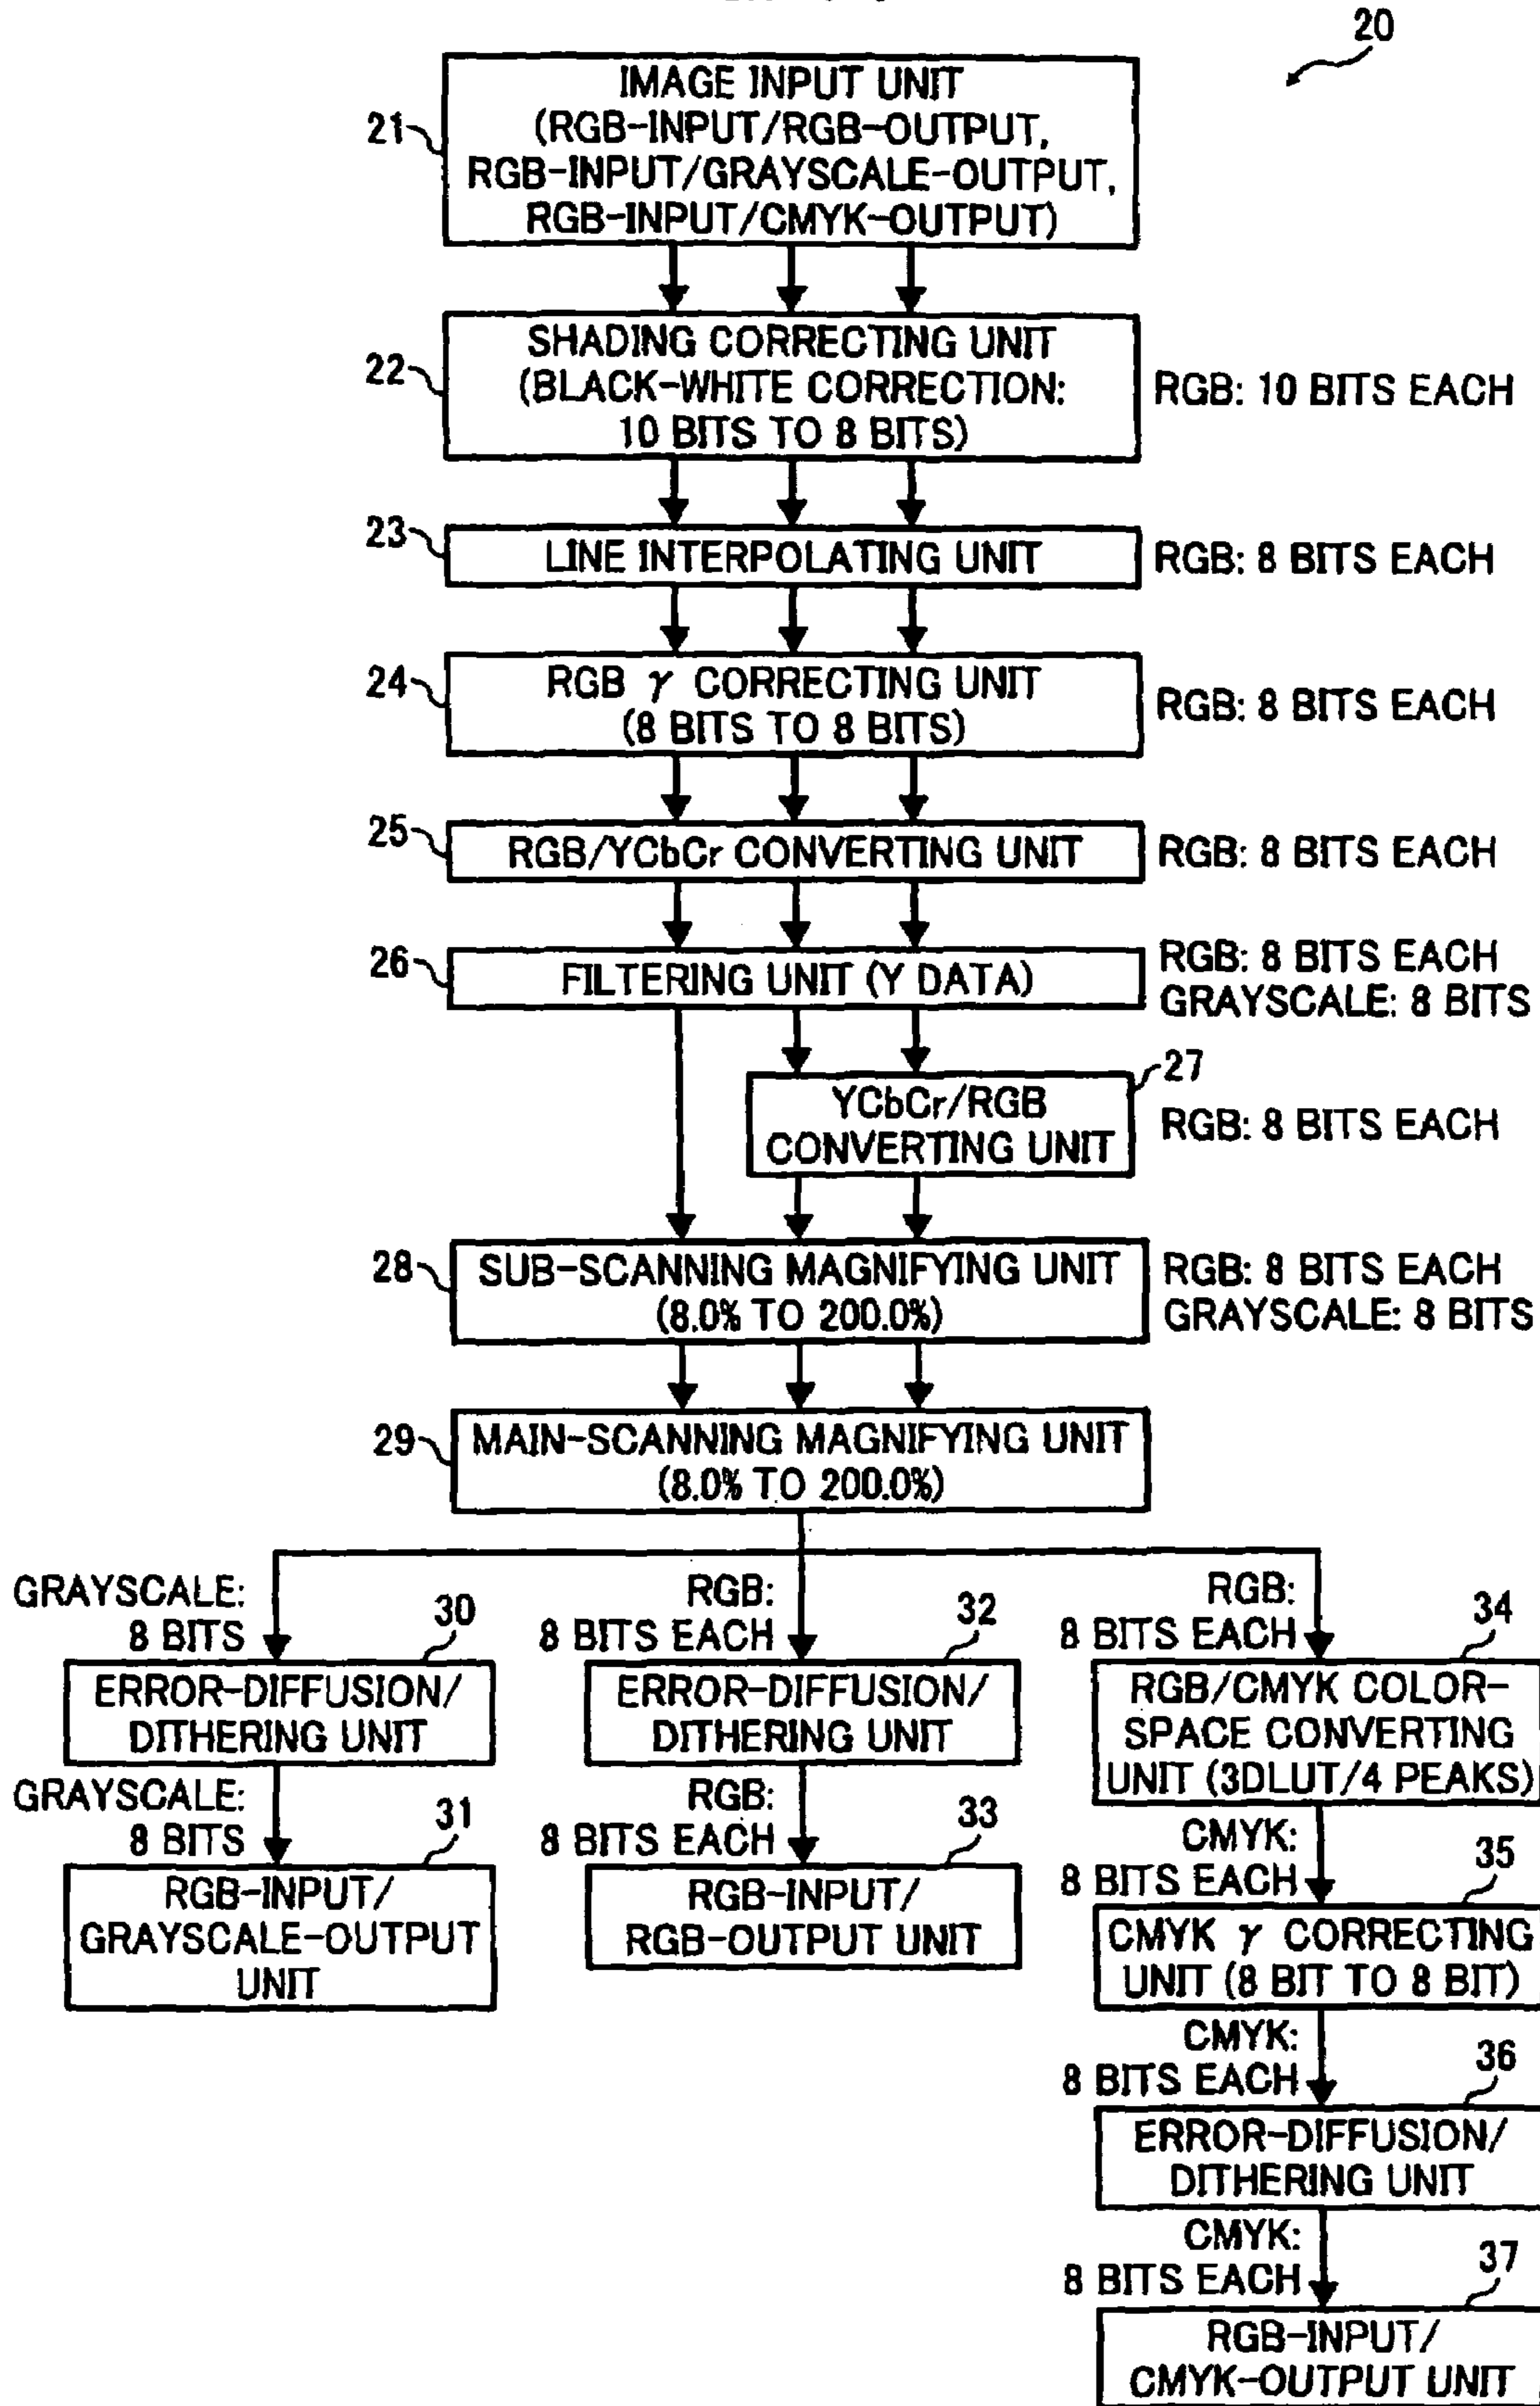 20
IMAGE INPUT UNIT
(RGB-INPUT/RGB-OUTPUT,
RGB-INPUT/GRAYSCALE-OUTPUT,
RGB-INPUT/CMYK-OUTPUT)
21
SHADING CORRECTING UNIT
(BLACK-WHITE CORRECTION:
10 BITS TO 8 BITS)
22
RGB: 10 BITS EACH
23
LINE INTERPOLATING UNIT
RGB: 8 BITS EACH
24
RGB γ CORRECTING UNIT
(8 BITS TO 8 BITS)
RGB: 8 BITS EACH
25
RGB/YCbCr CONVERTING UNIT
RGB: 8 BITS EACH
26
FILTERING UNIT (Y DATA)
RGB: 8 BITS EACH
GRAYSCALE: 8 BITS
27
YCbCr/RGB
CONVERTING UNIT
RGB: 8 BITS EACH
28
SUB-SCANNING MAGNIFYING UNIT
(8.0% TO 200.0%)
RGB: 8 BITS EACH
GRAYSCALE: 8 BITS
29
MAIN-SCANNING MAGNIFYING UNIT
(8.0% TO 200.0%)
GRAYSCALE:
8 BITS
30
ERROR-DIFFUSION/
DITHERING UNIT
GRAYSCALE:
8 BITS
31
RGB-INPUT/
GRAYSCALE-OUTPUT
UNIT
RGB:
8 BITS EACH
32
ERROR-DIFFUSION/
DITHERING UNIT
RGB:
8 BITS EACH
33
RGB-INPUT/
RGB-OUTPUT UNIT
RGB:
8 BITS EACH
34
RGB/CMYK COLOR-
SPACE CONVERTING
UNIT (3DLUT/4 PEAKS)
CMYK:
8 BITS EACH
35
CMYK γ CORRECTING
UNIT (8 BIT TO 8 BIT)
CMYK:
8 BITS EACH
36
ERROR-DIFFUSION/
DITHERING UNIT
CMYK:
8 BITS EACH
37
RGB-INPUT/
CMYK-OUTPUT UNIT